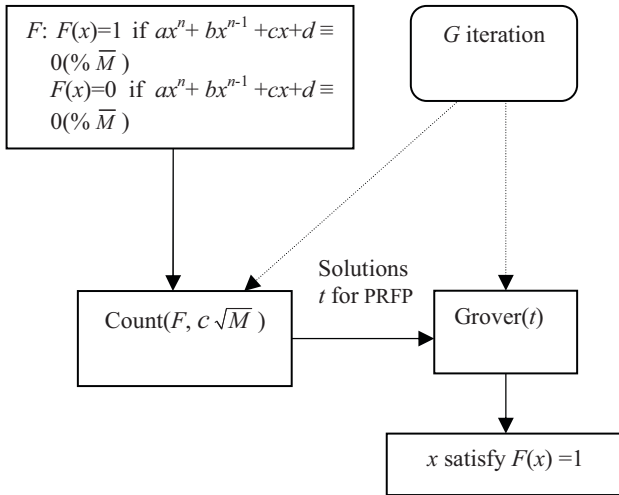 F: F(x)=1 if axⁿ+ bxⁿ⁻¹ +cx+d ≡
0(% M̅ )
F(x)=0 if axⁿ+ bxⁿ⁻¹ +cx+d ≡
0(% M̅ )
G iteration
Solutions
t for PRFP
Count(F, c√M )
Grover(t)
x satisfy F(x) =1